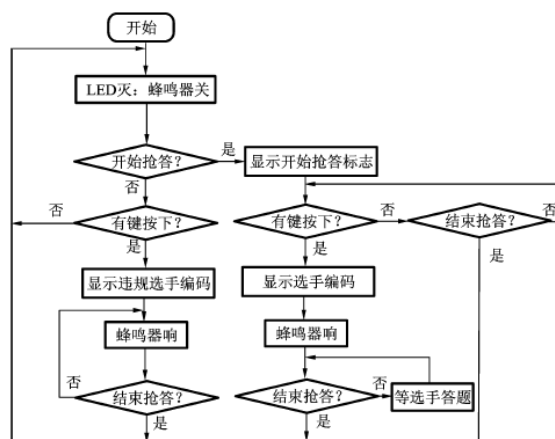 开始
LED灭：蜂鸣器关
开始抢答？
是
显示开始抢答标志
否
否
有键按下？
有键按下？
否
结束抢答？
否
是
是
是
显示违规选手编码
显示选手编码
蜂鸣器响
蜂鸣器响
否
结束抢答？
结束抢答？
否
等选手答题
是
是